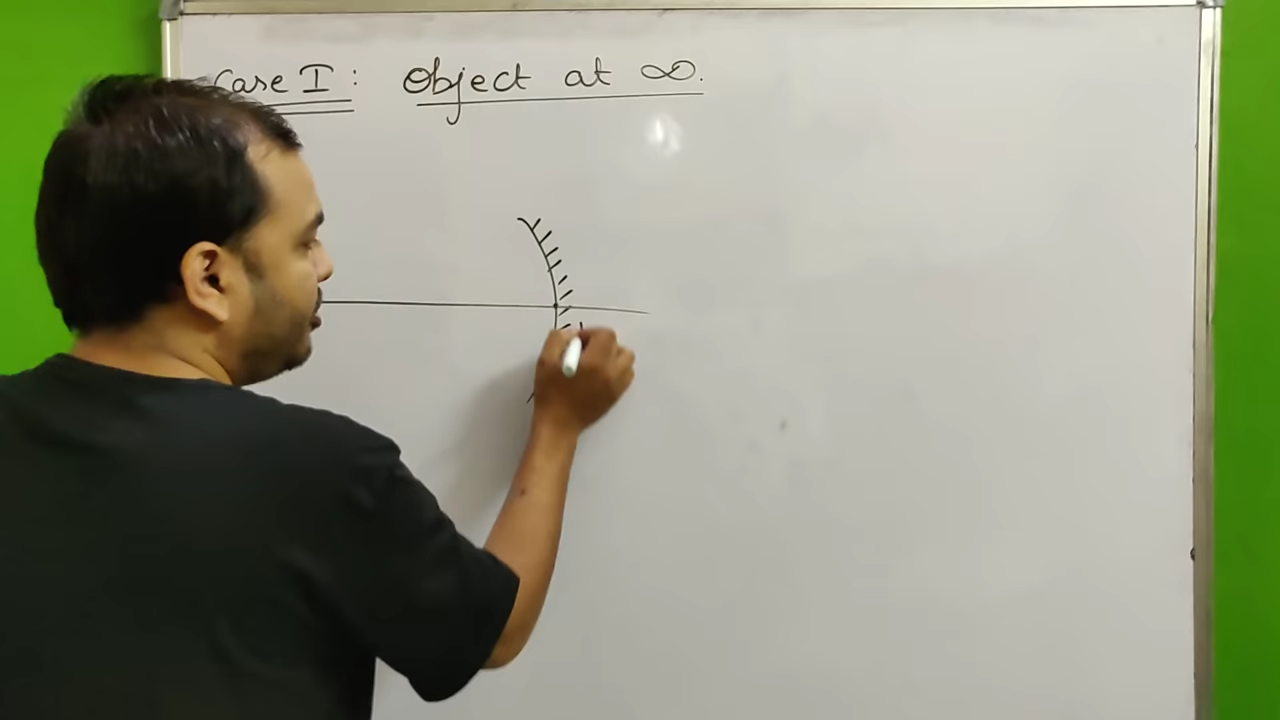 Case I : Object at ∞.